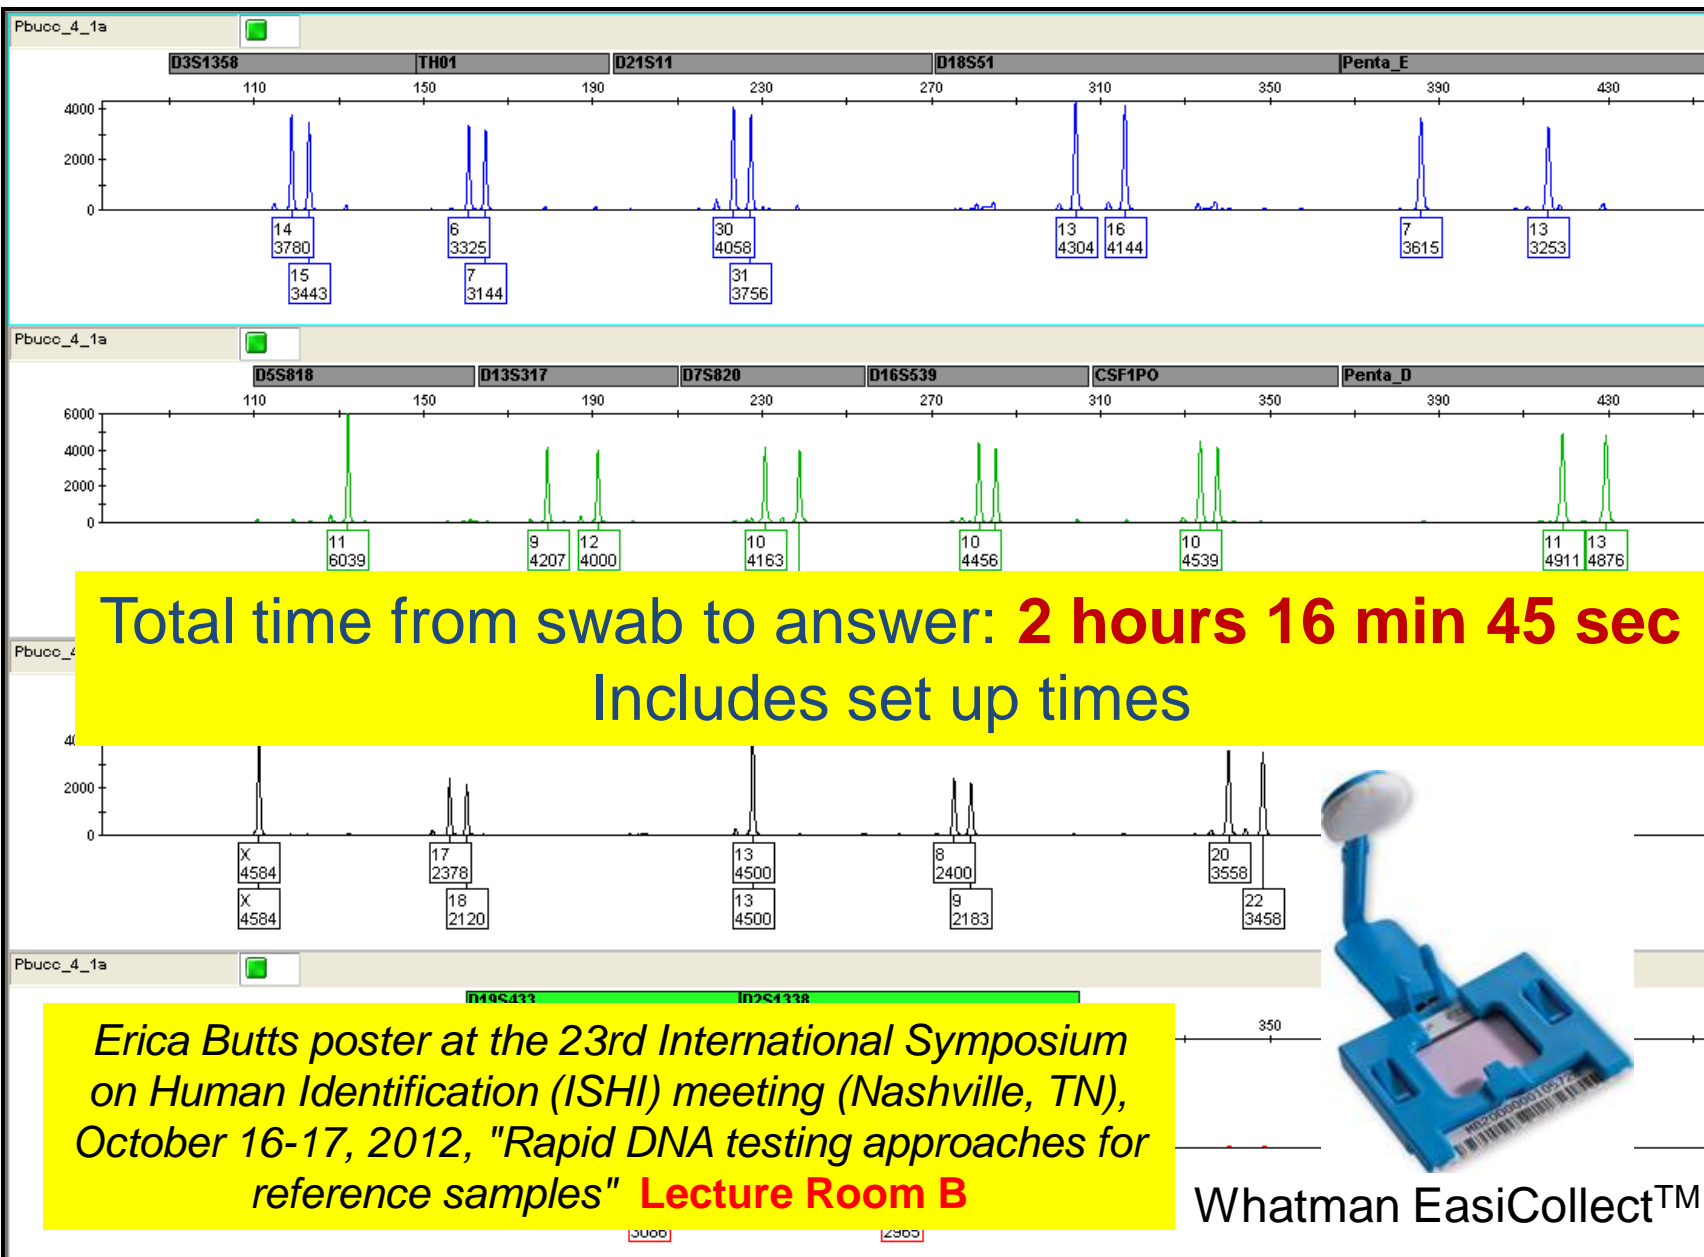 Pbucc_4_1a
D3S1358 TH01 D21S11 D18S51 Penta_E
110 150 190 230 270 310 350 390 430
4000
2000
0
14 6 30 13 16 7 13
3780 3325 4058 4304 4144 3615 3253
15 7 31
3443 3144 3756
Pbucc_4_1a
D5S818 D13S317 D7S820 D16S539 CSF1PO Penta_D
110 150 190 230 270 310 350 390 430
6000
4000
2000
0
11 9 12 10 10 10 11 13
6039 4207 4000 4163 4456 4539 4911 4876
Total time from swab to answer: 2 hours 16 min 45 sec
Includes set up times
2000
0
X 17 13 8 20
4584 2378 4500 2400 3558
X 18 13 9 22
4584 2120 4500 2183 3458
Pbucc_4_1a
D19S433 D2S1338
350
Erica Butts poster at the 23rd International Symposium
on Human Identification (ISHI) meeting (Nashville, TN),
October 16-17, 2012, "Rapid DNA testing approaches for
reference samples" Lecture Room B
3086 2965
Whatman EasiCollect™